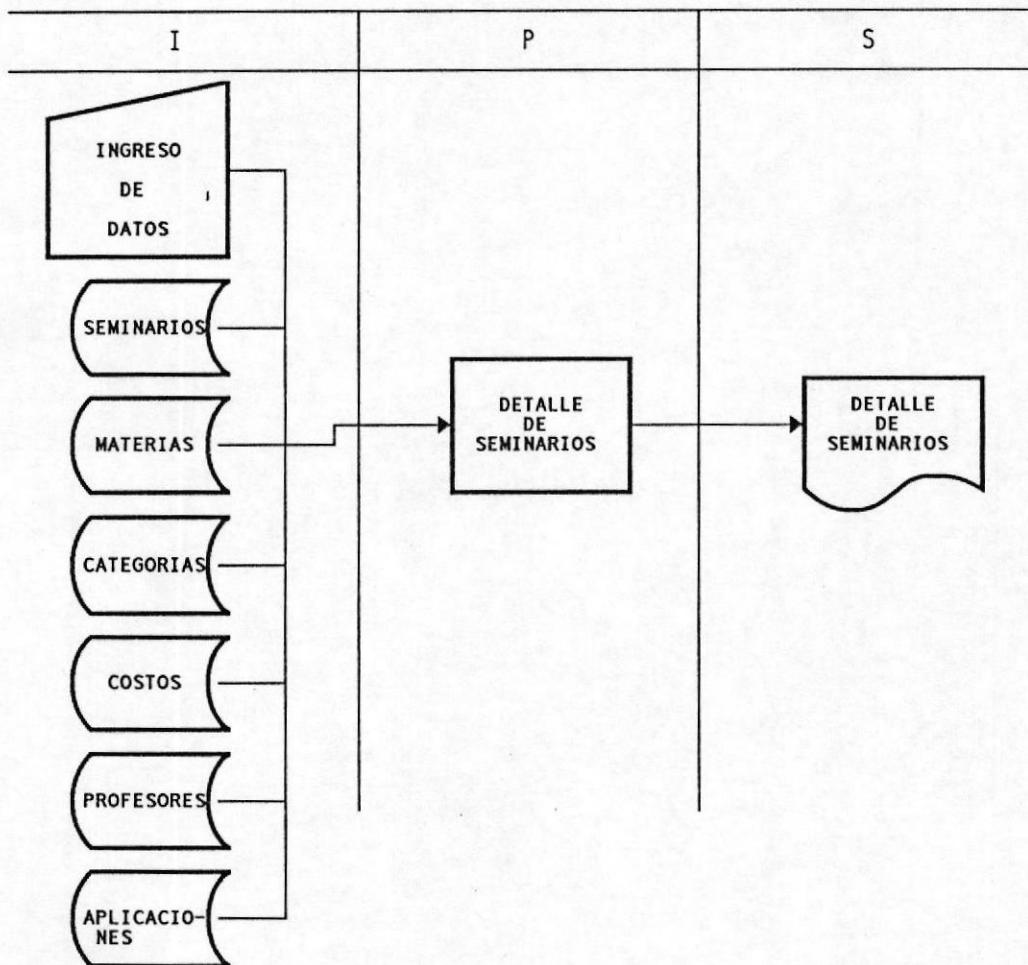 I P S
INGRESO
DE
DATOS
SEMINARIOS
MATERIAS
CATEGORIAS
COSTOS
PROFESORES
APLICACIO-
NES
DETALLE
DE
SEMINARIOS
DETALLE
DE
SEMINARIOS